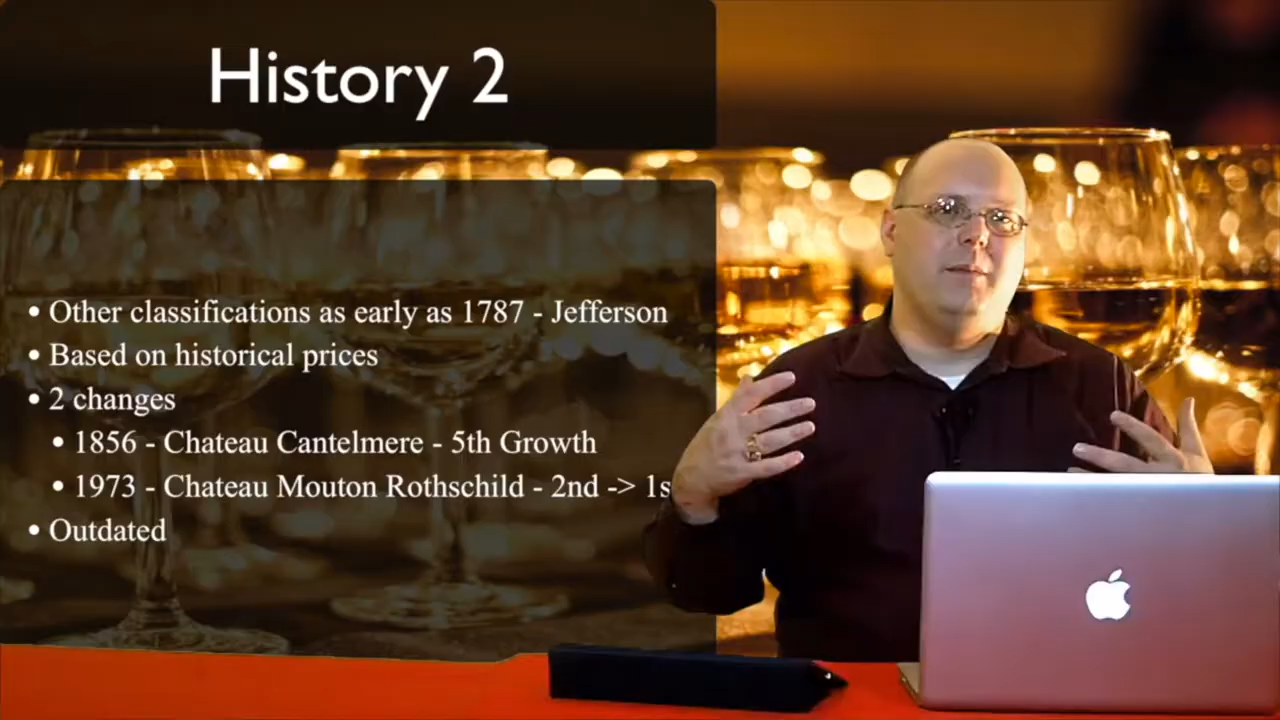 History 2
• Other classifications as early as 1787 - Jefferson
• Based on historical prices
• 2 changes
• 1856 - Chateau Cantelmere - 5th Growth
• 1973 - Chateau Mouton Rothschild - 2nd -> 1s
• Outdated